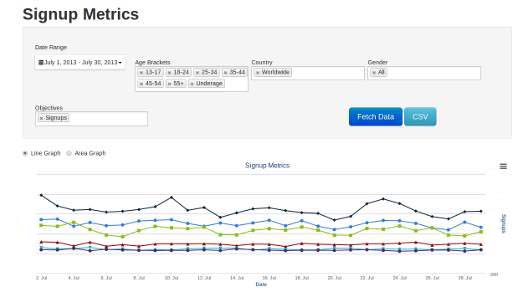 Signup Metrics
Date Range
July 1, 2013 - July 30, 2013
Age Brackets
× 13-17 × 18-24 × 25-34 × 35-44
× 45-54 × 55+ × Underage
Country
× Worldwide
Gender
× All
Objectives
× Signups
Fetch Data
CSV
Line Graph Area Graph
Signup Metrics
Signups
2. Jul 4. Jul 6. Jul 8. Jul 10. Jul 12. Jul 14. Jul 16. Jul 18. Jul 20. Jul 22. Jul 24. Jul 26. Jul 28. Jul
Date